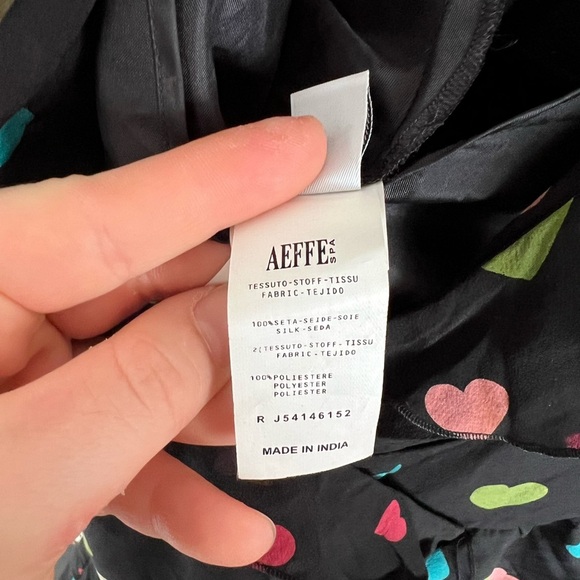 AEFFE SPA
TESSUTO-STOFF-TISSU
FABRIC-TEJIDO
100%SETA-SEIDE-SOIE
SILK-SEDA
2[TESSUTO-STOFF-TISSU
FABRIC-TEJIDO
100%POLIESTERE
POLYESTER
POLIESTER
R J54146152
MADE IN INDIA